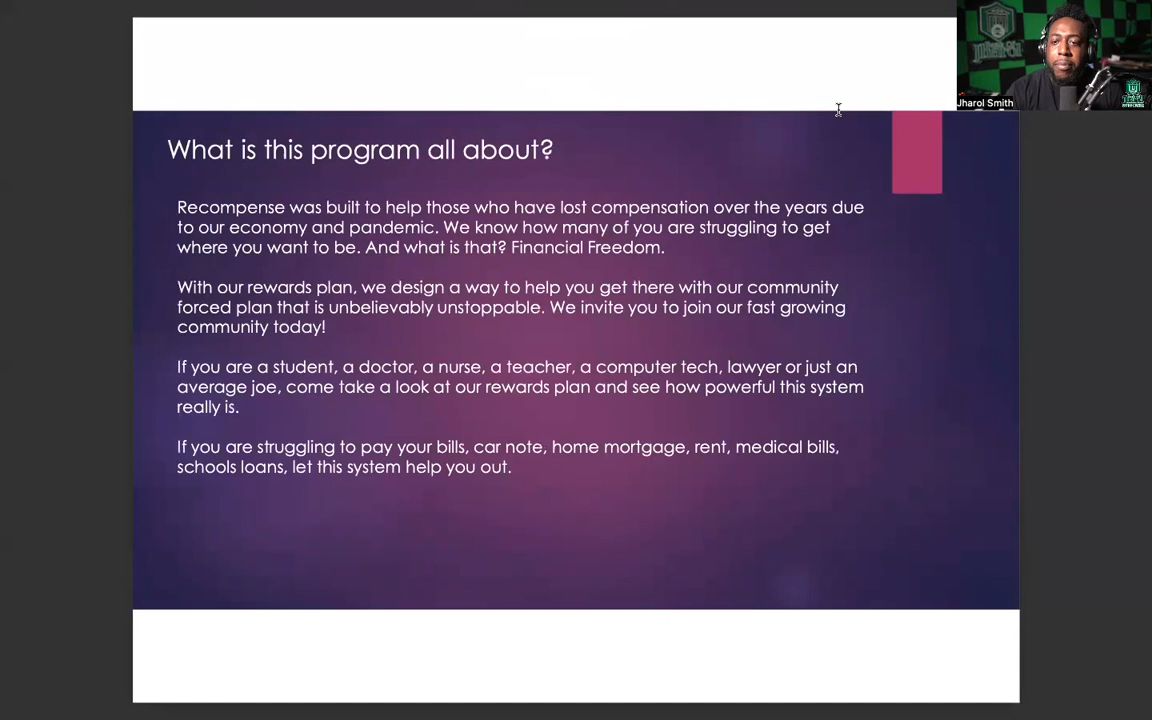 Jharol Smith
What is this program all about?
Recompense was built to help those who have lost compensation over the years due
to our economy and pandemic. We know how many of you are struggling to get
where you want to be. And what is that? Financial Freedom.
With our rewards plan, we design a way to help you get there with our community
forced plan that is unbelievably unstoppable. We invite you to join our fast growing
community today!
If you are a student, a doctor, a nurse, a teacher, a computer tech, lawyer or just an
average joe, come take a look at our rewards plan and see how powerful this system
really is.
If you are struggling to pay your bills, car note, home mortgage, rent, medical bills,
schools loans, let this system help you out.